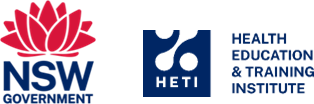 NSW
GOVERNMENT
HETI
HEALTH
EDUCATION
& TRAINING
INSTITUTE